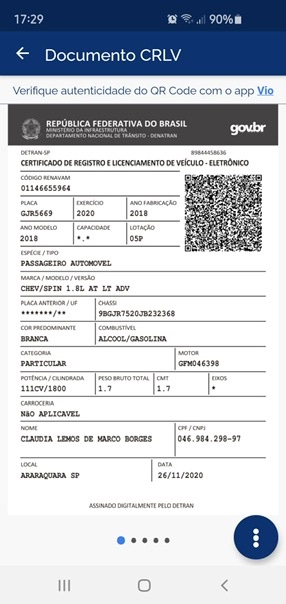 17:29
90%
Documento CRLV
Verifique autenticidade do QR Code com o app Vio
REPÚBLICA FEDERATIVA DO BRASIL
MINISTÉRIO DA INFRAESTRUTURA
DEPARTAMENTO NACIONAL DE TRÂNSITO - DENATRAN
govbr
DETRAN-SP 89844458636
CERTIFICADO DE REGISTRO E LICENCIAMENTO DE VEÍCULO - ELETRÔNICO
CÓDIGO RENAVAM
01146655964
PLACA EXERCÍCIO ANO FABRICAÇÃO
GJR5669 2020 2018
ANO MODELO CAPACIDADE LOTAÇÃO
2018 *.* 05P
ESPÉCIE / TIPO
PASSAGEIRO AUTOMOVEL
MARCA / MODELO / VERSÃO
CHEV/SPIN 1.8L AT LT ADV
PLACA ANTERIOR / UF CHASSI
*******/** 9BGJR7520JB232368
COR PREDOMINANTE COMBUSTÍVEL
BRANCA ALCOOL/GASOLINA
CATEGORIA MOTOR
PARTICULAR GFM046398
POTÊNCIA / CILINDRADA PESO BRUTO TOTAL CMT EIXOS
111CV/1800 1.7 1.7 *
CARROCERIA
NãO APLICAVEL
NOME CPF / CNPJ
CLAUDIA LEMOS DE MARCO BORGES 046.984.298-97
LOCAL DATA
ARARAQUARA SP 26/11/2020
ASSINADO DIGITALMENTE PELO DETRAN